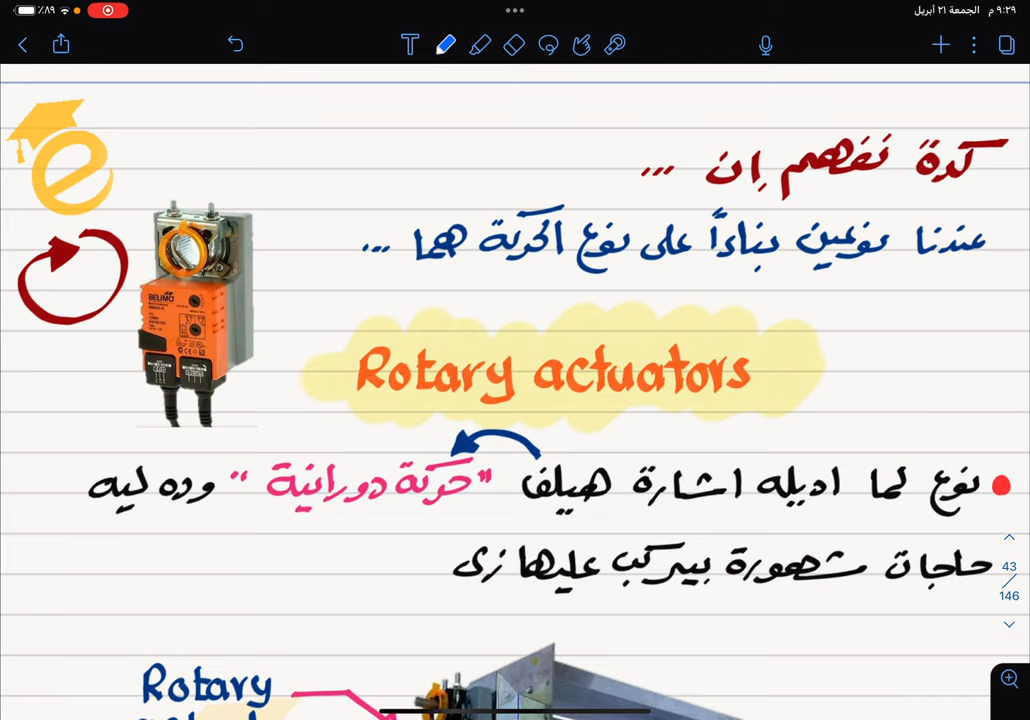 ٪٨٩
٩:٢٩ م الجمعة ٢١ أبريل
كدة نفهم إن ...
عندنا نوعين بناءاً على نوع الحركة هما ...
BELIMO
Rotary actuators
نوع لما اديله اشارة هيلف "حركة دورانية" وده ليه
حاجات مشهورة بيتركب عليها زى
43
146
Rotary